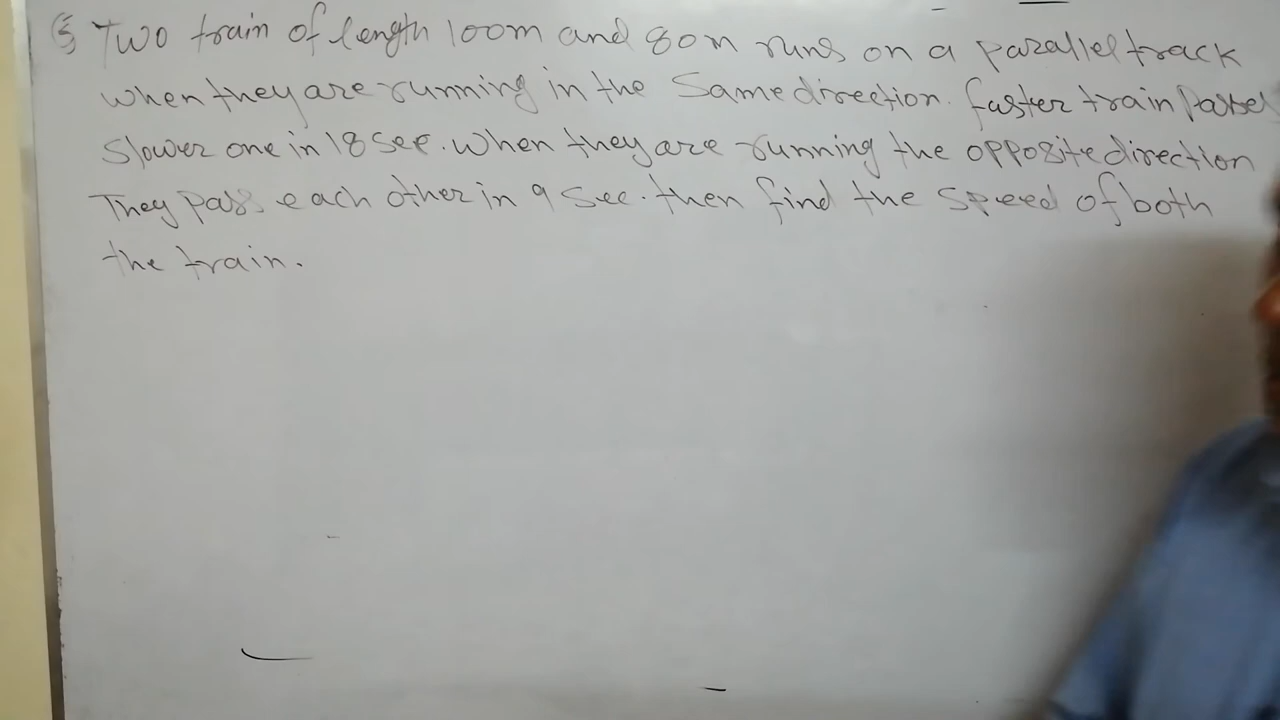 Two train of length 100m and 80m runs on a parallel track
when they are running in the Same direction. faster train Passes
Slower one in 18 Sec. when they are running the opposite direction
They pass each other in 9 Sec. then find the speed of both
the train.